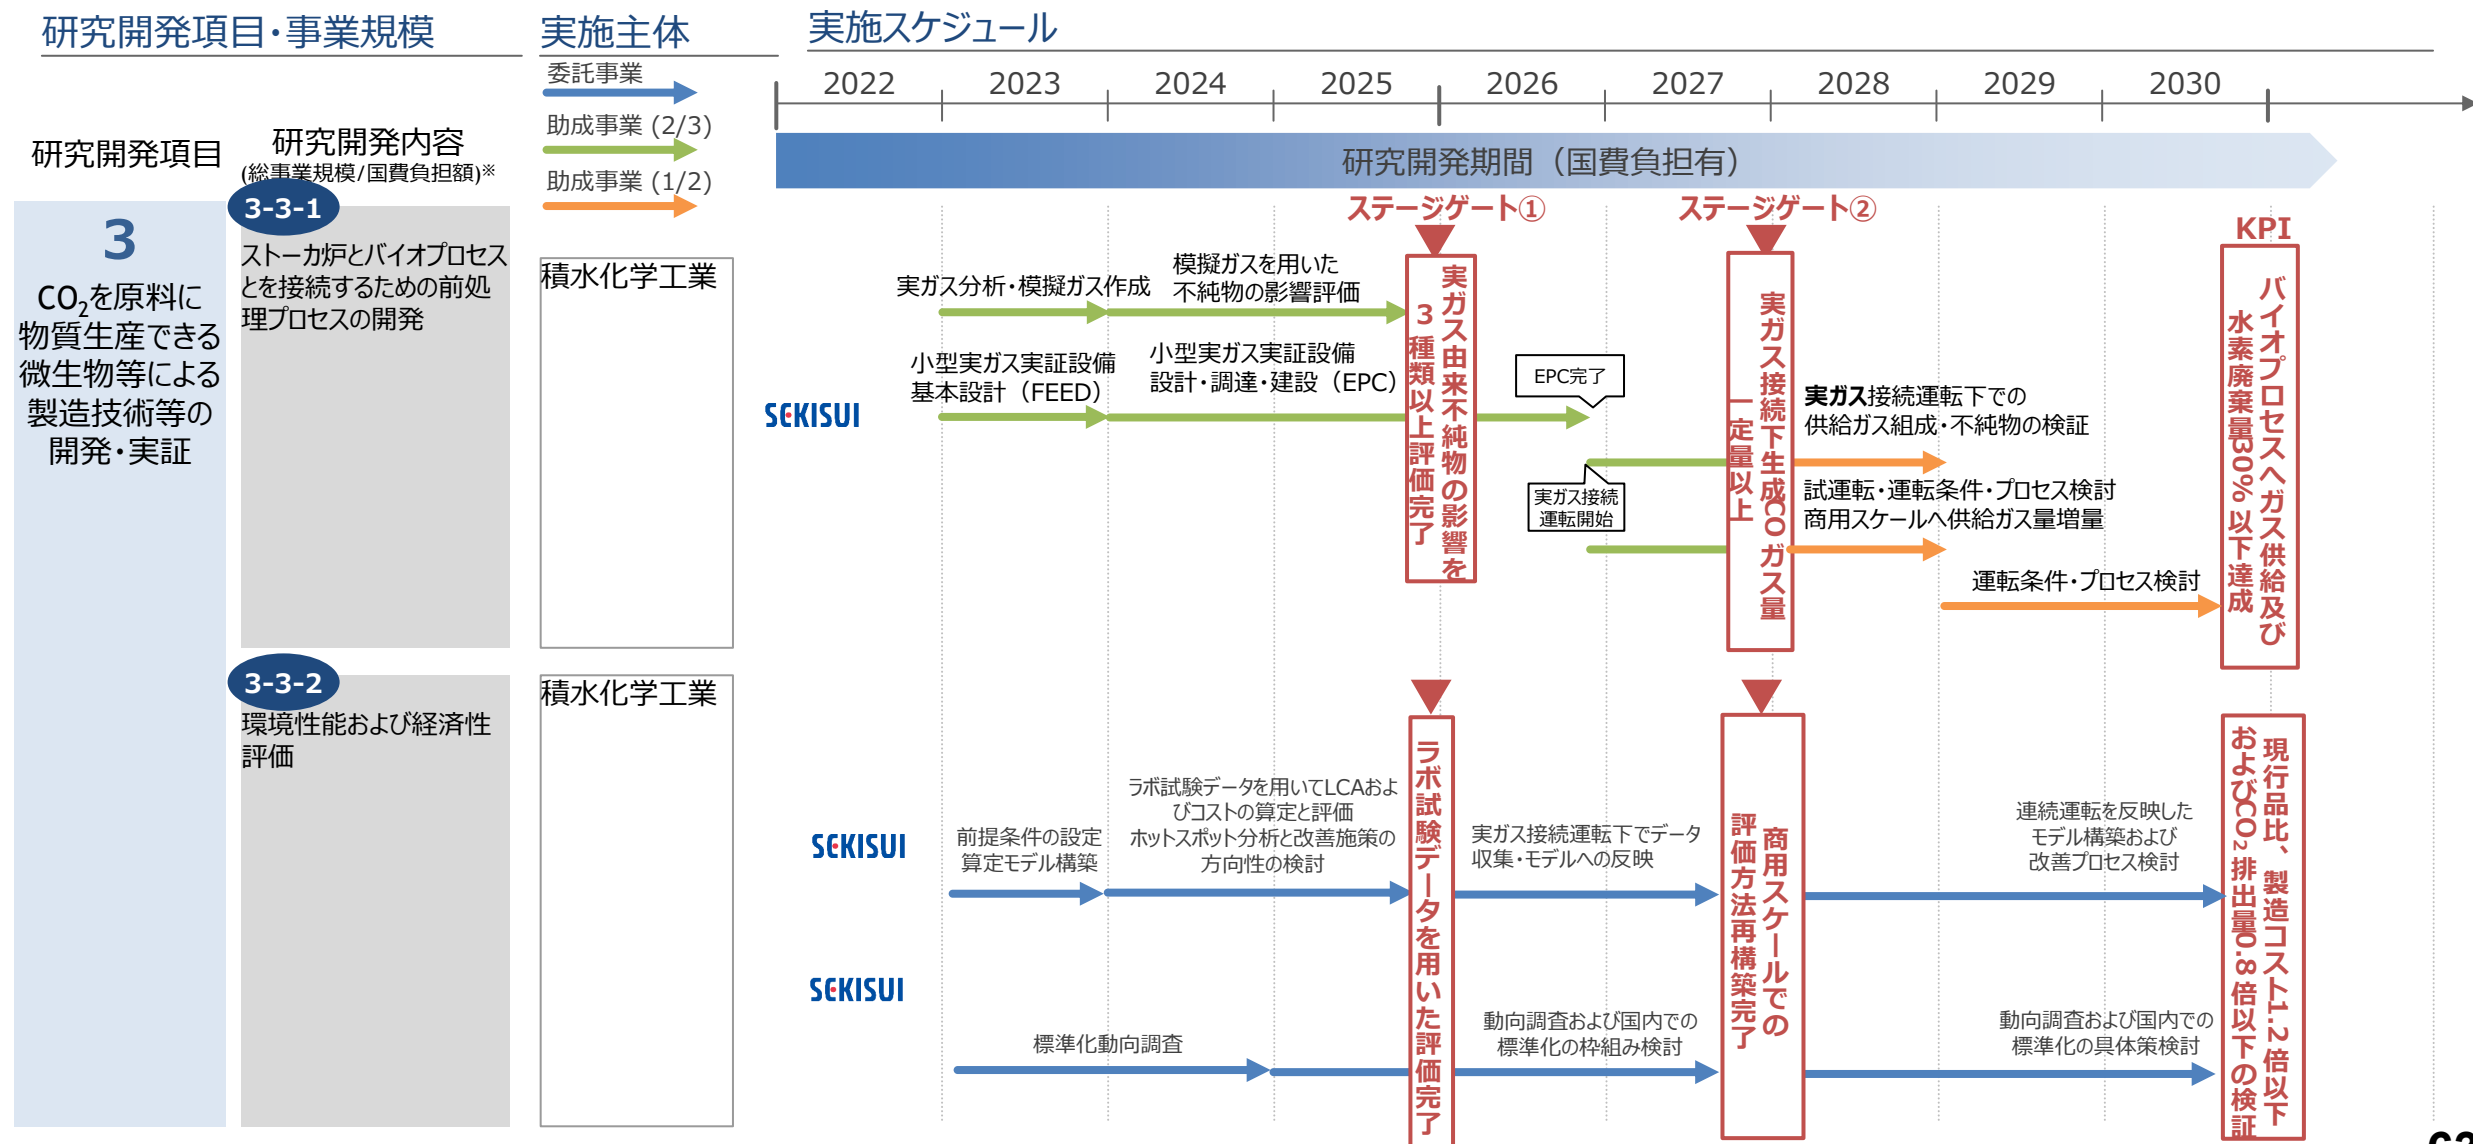 研究開発項目・事業規模
実施主体
実施スケジュール
委託事業
助成事業 (2/3)
助成事業 (1/2)
2022
2023
2024
2025
2026
2027
2028
2029
2030
研究開発項目
研究開発内容
(総事業規模/国費負担額)※
研究開発期間（国費負担有）
3
CO₂を原料に
物質生産できる
微生物等による
製造技術等の
開発・実証
3-3-1
ストーカ炉とバイオプロセス
とを接続するための前処
理プロセスの開発
積水化学工業
SEKISUI
ステージゲート①
ステージゲート②
KPI
実ガス分析・模擬ガス作成
模擬ガスを用いた
不純物の影響評価
小型実ガス実証設備
基本設計（FEED）
小型実ガス実証設備
設計・調達・建設（EPC）
実ガス由来不純物の影響を
3種類以上評価完了
EPC完了
実ガス接続
運転開始
実ガス接続下生成COガス量
一定量以上
実ガス接続運転下での
供給ガス組成・不純物の検証
試運転・運転条件・プロセス検討
商用スケールへ供給ガス量増量
運転条件・プロセス検討
バイオプロセスへガス供給及び
水素廃棄量30%以下達成
3-3-2
環境性能および経済性
評価
積水化学工業
SEKISUI
前提条件の設定
算定モデル構築
ラボ試験データを用いてLCAおよ
びコストの算定と評価
ホットスポット分析と改善施策の
方向性の検討
ラボ試験データを用いた評価完了
実ガス接続運転下でデータ
収集・モデルへの反映
商用スケールでの
評価方法再構築完了
連続運転を反映した
モデル構築および
改善プロセス検討
現行品比、製造コスト1.2倍以下
およびCO₂排出量0.8倍以下の検証
SEKISUI
標準化動向調査
動向調査および国内での
標準化の枠組み検討
動向調査および国内での
標準化の具体策検討